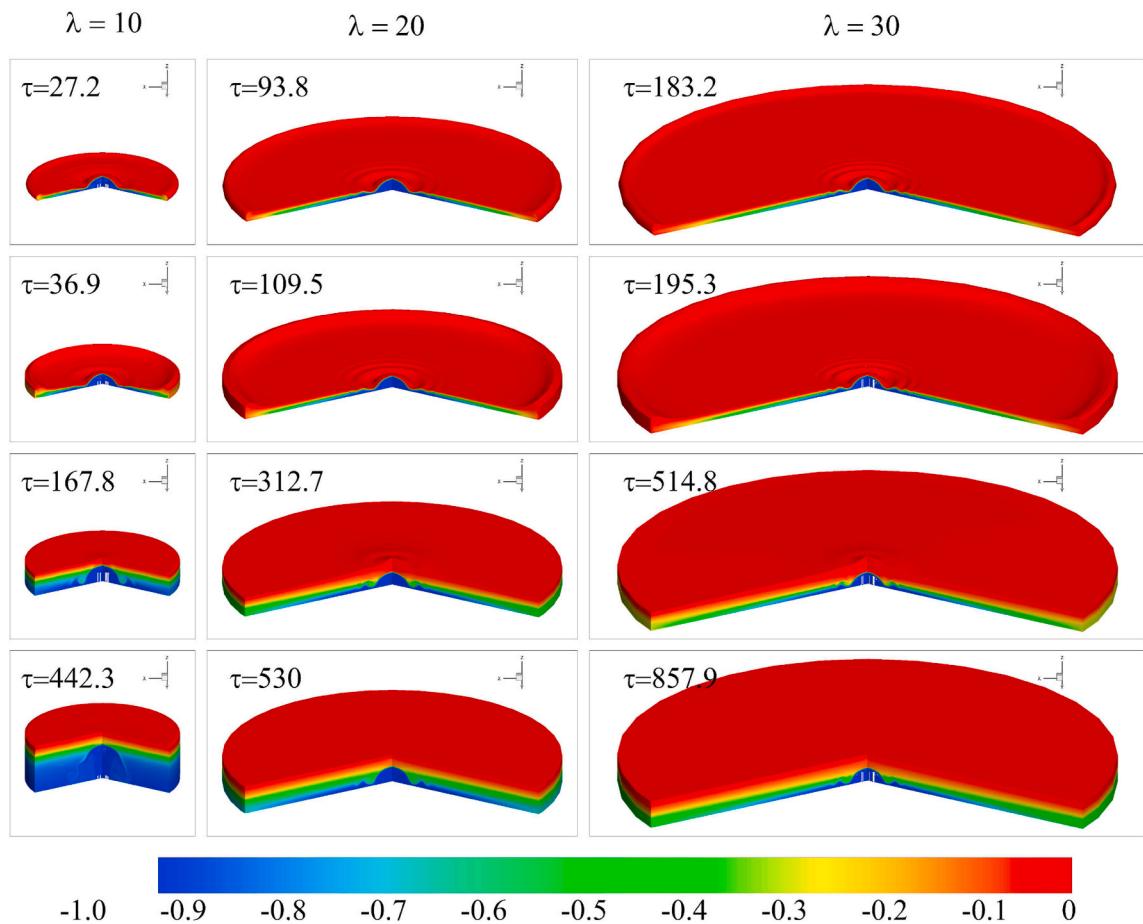 λ = 10 λ = 20 λ = 30
τ=27.2 z x τ=93.8 z x τ=183.2 z x
τ=36.9 z x τ=109.5 z x τ=195.3 z x
τ=167.8 z x τ=312.7 z x τ=514.8 z x
τ=442.3 z x τ=530 z x τ=857.9 z x
-1.0 -0.9 -0.8 -0.7 -0.6 -0.5 -0.4 -0.3 -0.2 -0.1 0